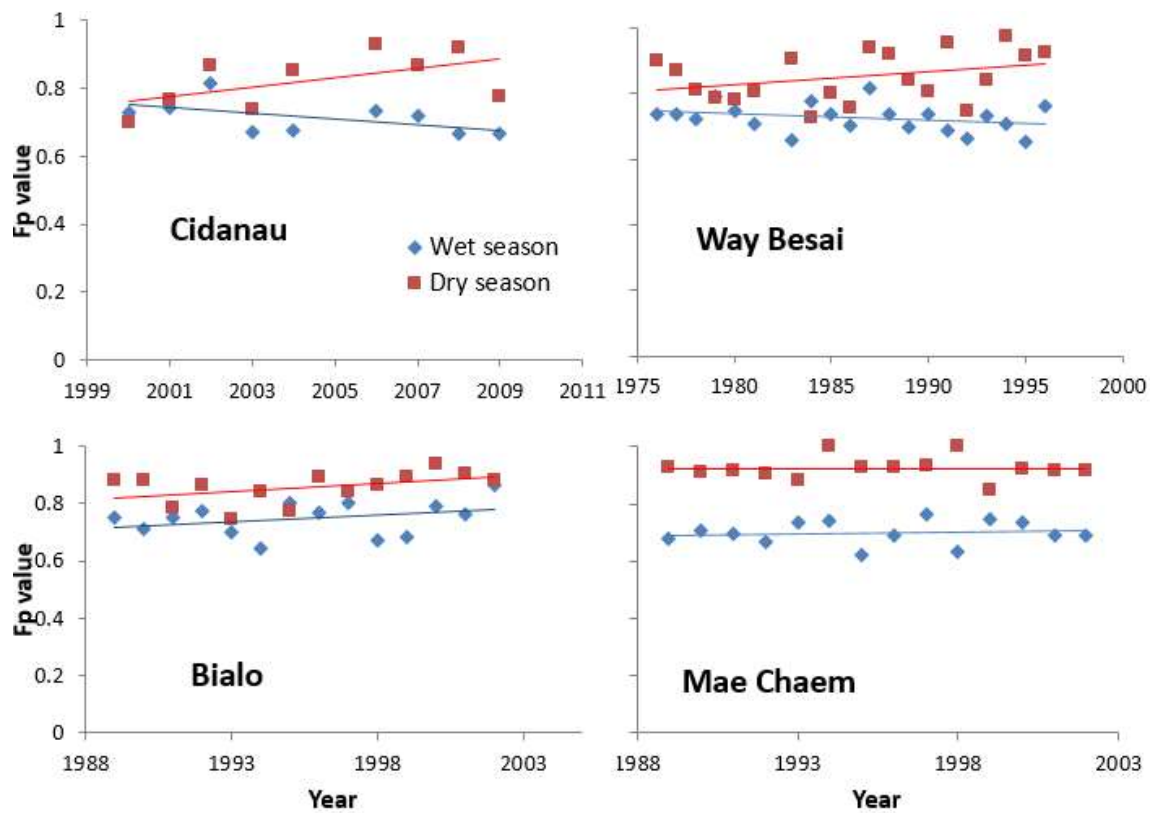 1
0.8
0.6
0.4
0.2
0
Fp value
Cidanau
Wet season
Dry season
1999 2001 2003 2005 2007 2009 2011
Way Besai
1975 1980 1985 1990 1995 2000
1
0.8
0.6
0.4
0.2
0
Fp value
Bialo
1988 1993 1998 2003
Year
Mae Chaem
1988 1993 1998 2003
Year